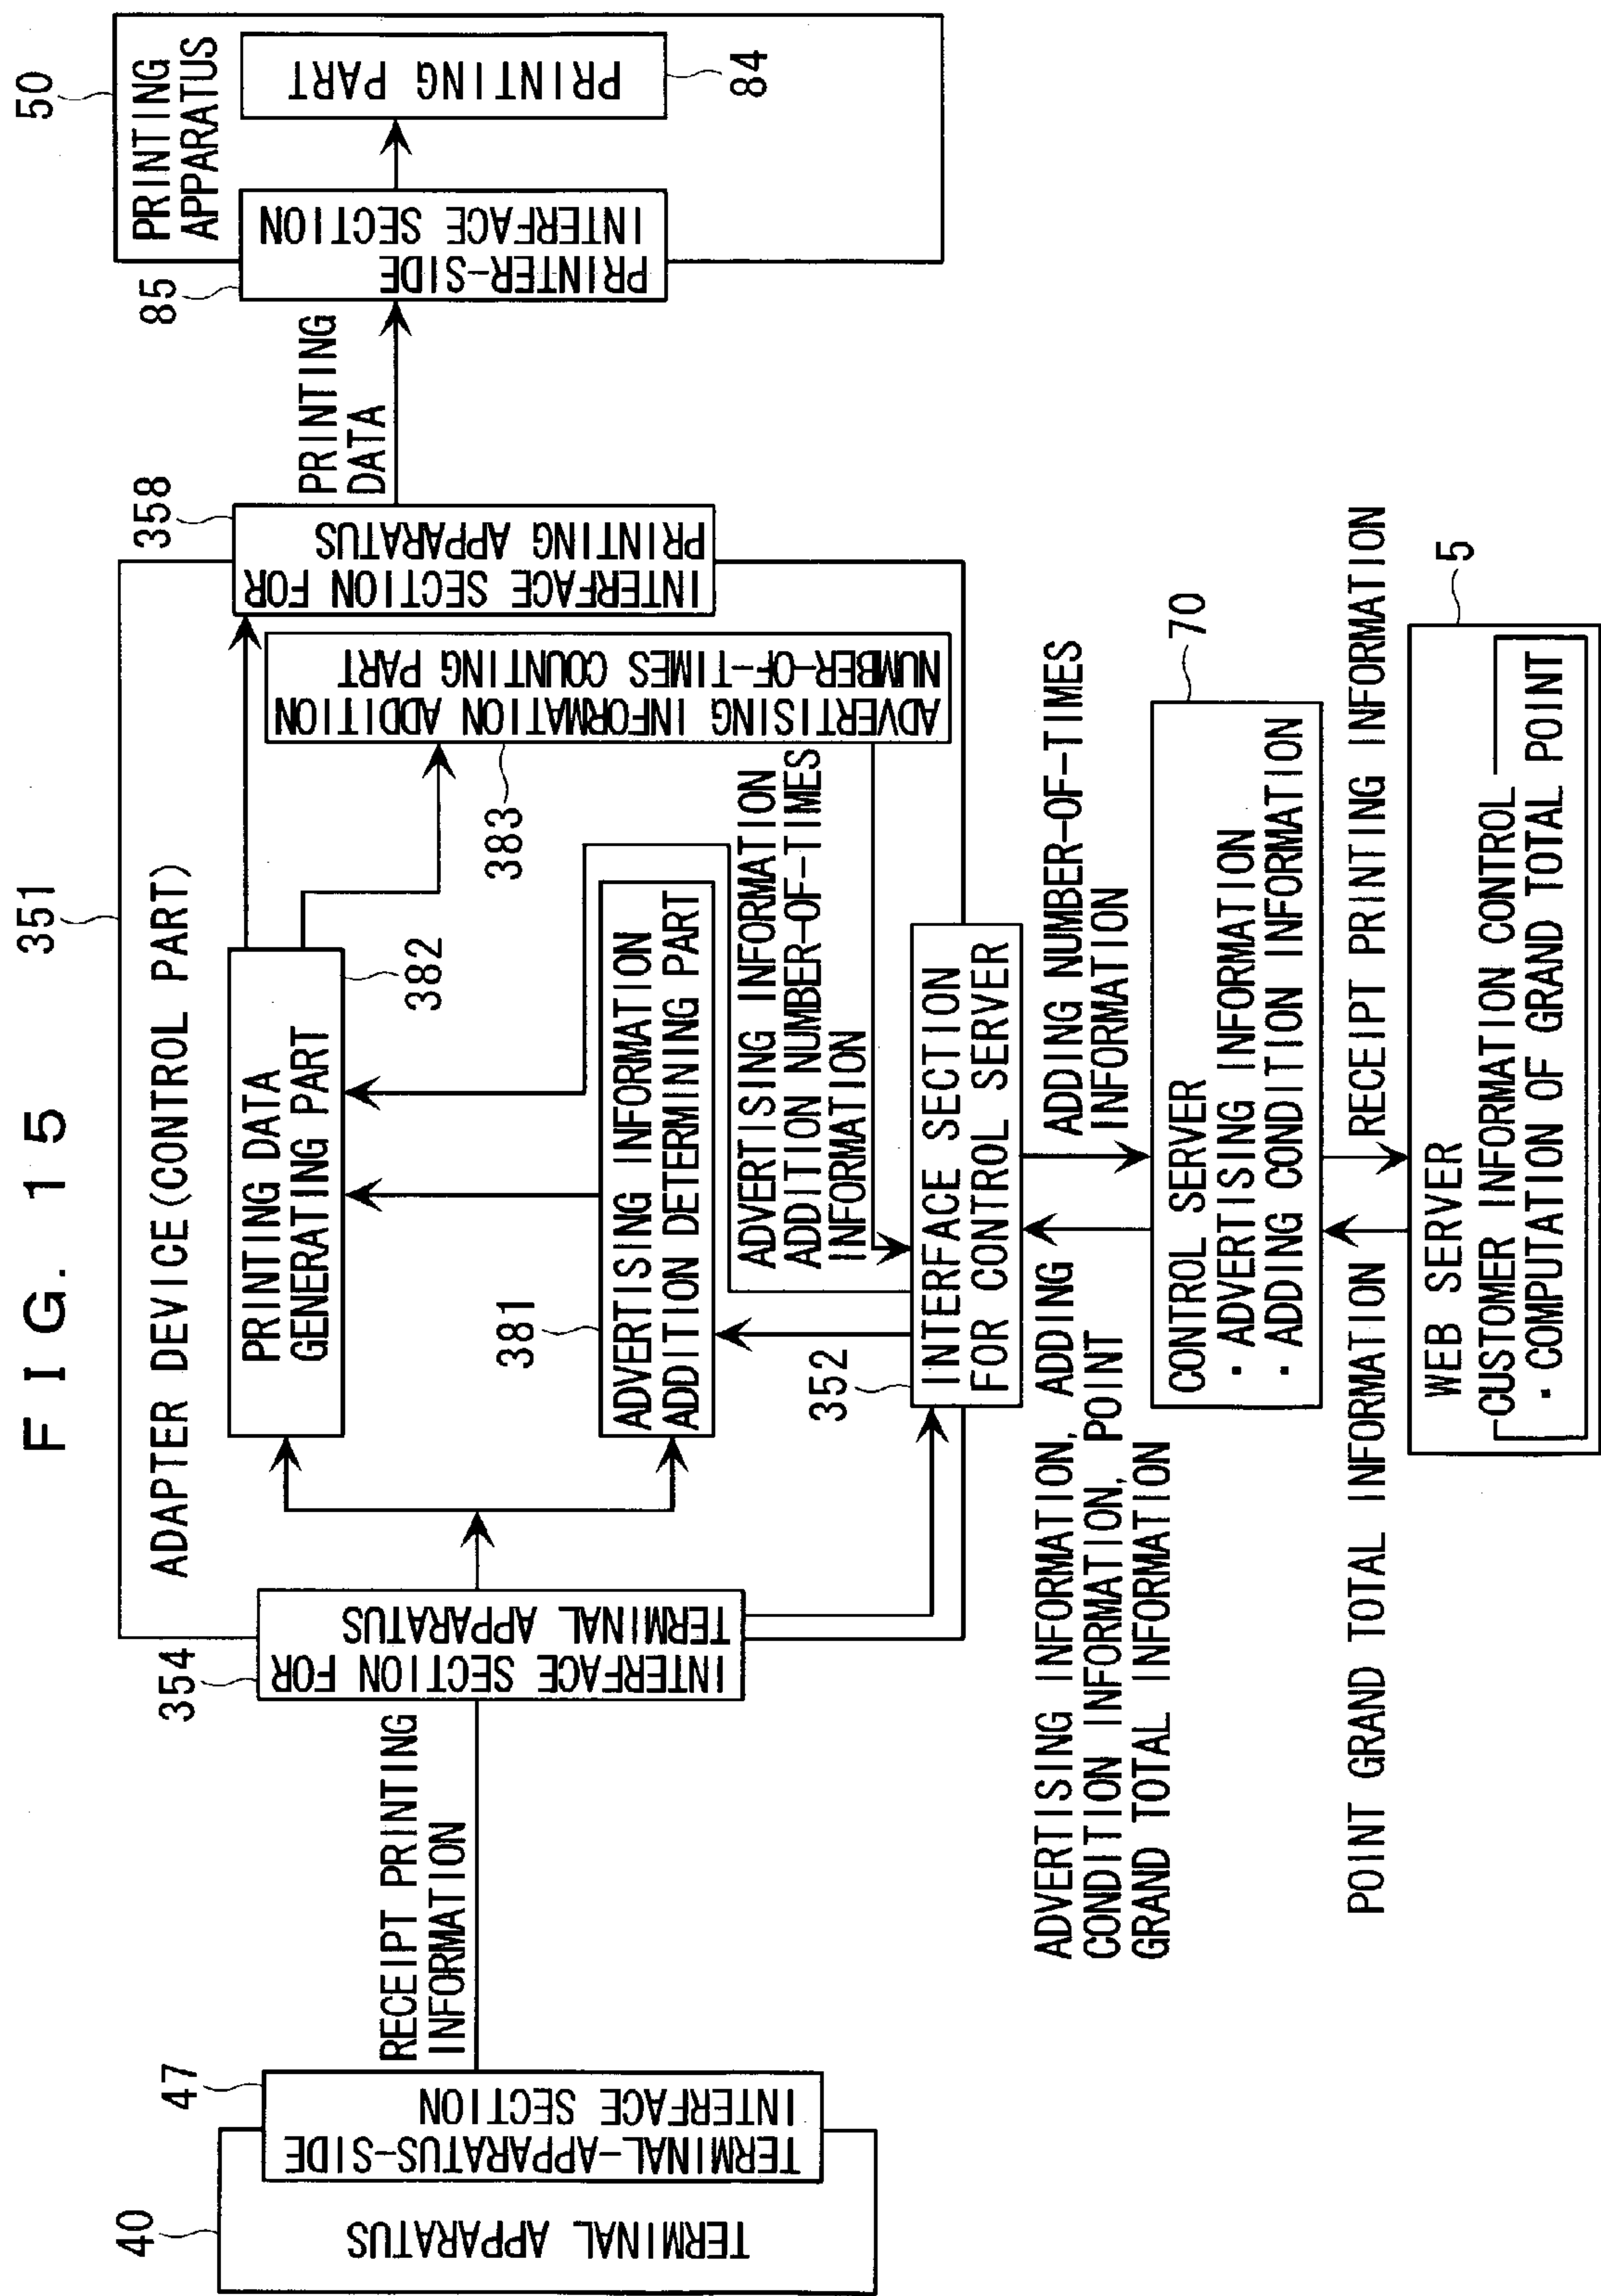 FIG. 15
40
TERMINAL APPARATUS
47
TERMINAL-APPARATUS-SIDE
INTERFACE SECTION
RECEIPT PRINTING
INFORMATION
351
ADAPTER DEVICE(CONTROL PART)
354
INTERFACE SECTION FOR
TERMINAL APPARATUS
PRINTING DATA
GENERATING PART
382
381
ADVERTISING INFORMATION
ADDITION DETERMINING PART
383
ADVERTISING INFORMATION ADDITION
NUMBER-OF-TIMES COUNTING PART
ADVERTISING INFORMATION
ADDITION NUMBER-OF-TIMES
INFORMATION
358
INTERFACE SECTION FOR
PRINTING APPARATUS
PRINTING
DATA
50
PRINTING
APPARATUS
85
PRINTER-SIDE
INTERFACE SECTION
PRINTING PART
84
352
INTERFACE SECTION
FOR CONTROL SERVER
ADVERTISING INFORMATION, ADDING
CONDITION INFORMATION, POINT
GRAND TOTAL INFORMATION
ADDING NUMBER-OF-TIMES
INFORMATION
70
CONTROL SERVER
・ADVERTISING INFORMATION
・ADDING CONDITION INFORMATION
POINT GRAND TOTAL INFORMATION
RECEIPT PRINTING INFORMATION
5
WEB SERVER
CUSTOMER INFORMATION CONTROL
・COMPUTATION OF GRAND TOTAL POINT